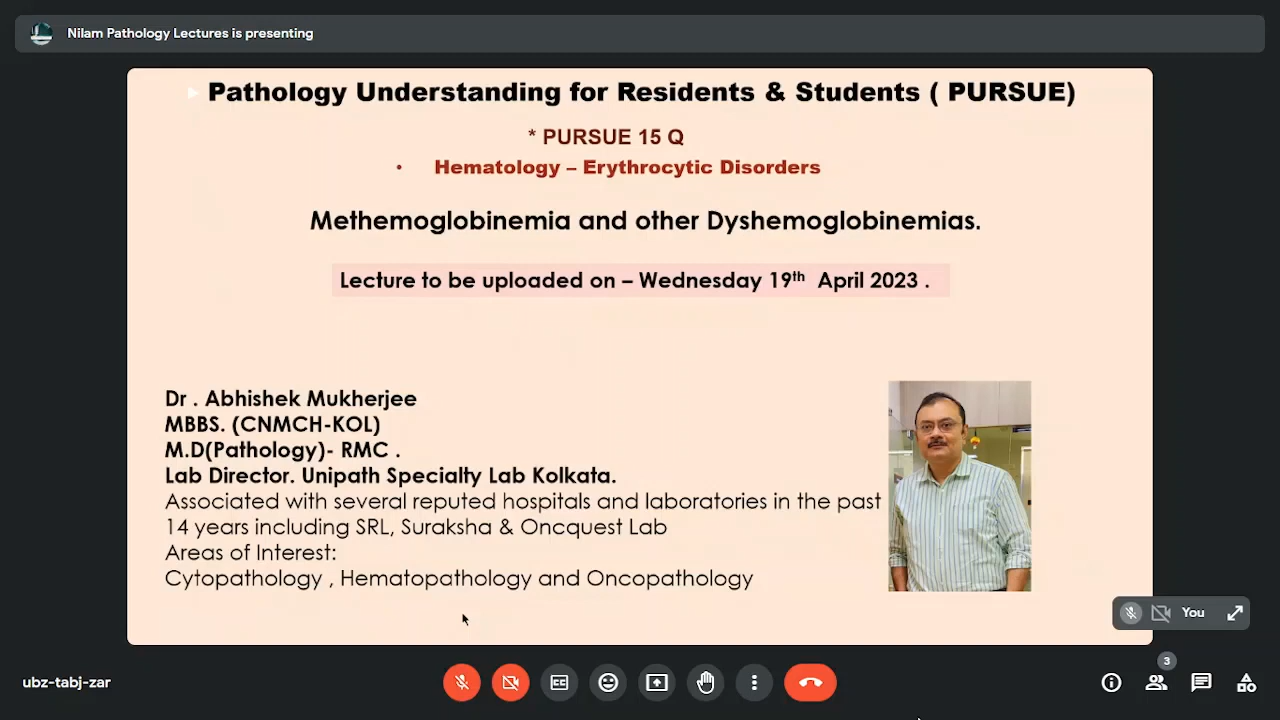 Nilam Pathology Lectures is presenting
Pathology Understanding for Residents & Students ( PURSUE)
* PURSUE 15 Q
• Hematology – Erythrocytic Disorders
Methemoglobinemia and other Dyshemoglobinemias.
Lecture to be uploaded on – Wednesday 19th April 2023 .
Dr . Abhishek Mukherjee
MBBS. (CNMCH-KOL)
M.D(Pathology)- RMC .
Lab Director. Unipath Specialty Lab Kolkata.
Associated with several reputed hospitals and laboratories in the past
14 years including SRL, Suraksha & Oncquest Lab
Areas of Interest:
Cytopathology , Hematopathology and Oncopathology
You
3
ubz-tabj-zar